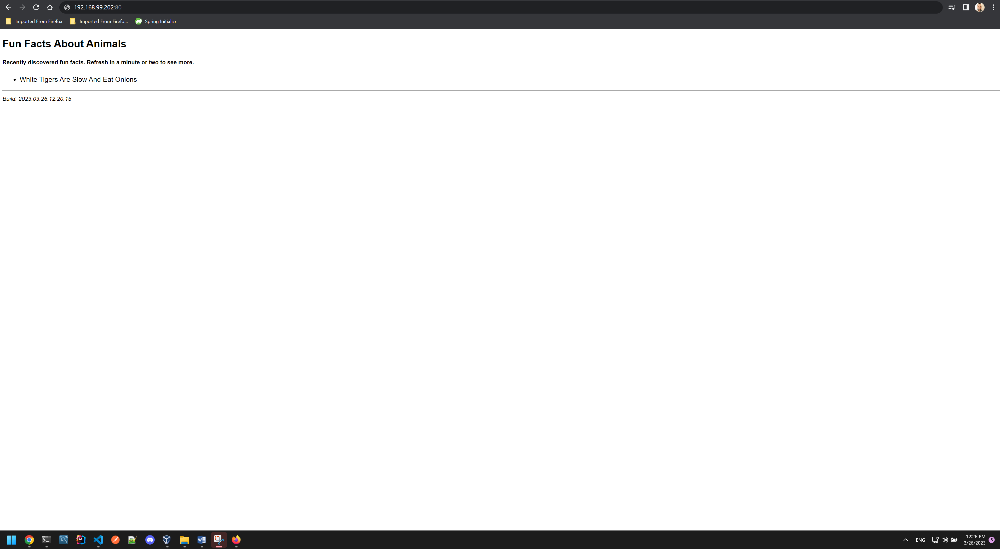 192.168.99.202:80
Imported From Firefox Imported From Firefo... Spring Initializr
Fun Facts About Animals
Recently discovered fun facts. Refresh in a minute or two to see more.
• White Tigers Are Slow And Eat Onions
Build: 2023.03.26.12:20:15
ENG
12:26 PM
3/26/2023
5